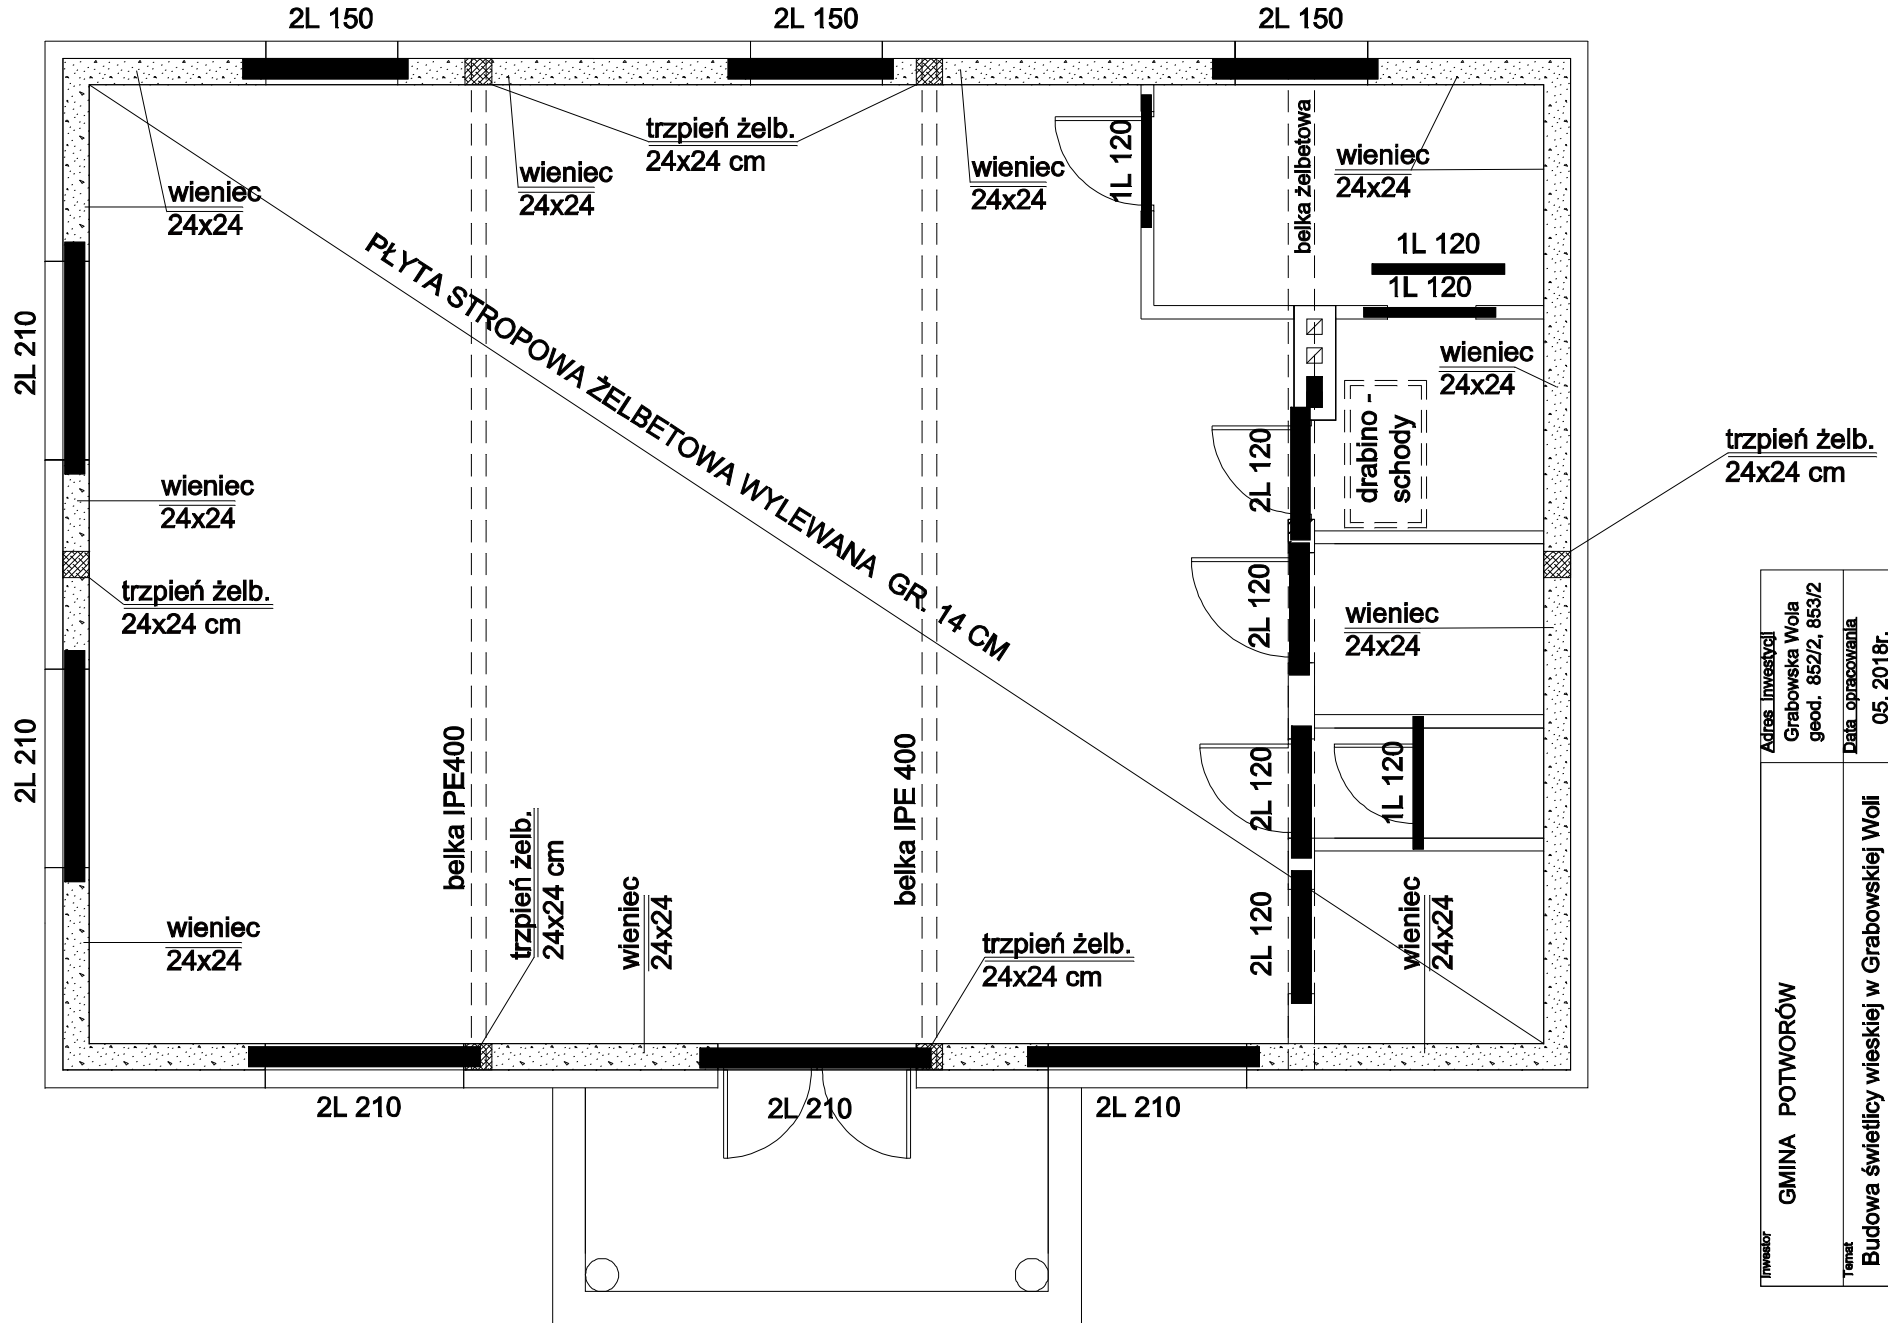 2L 150
2L 150
2L 150
trzpień żelb.
24x24 cm
wieniec
24x24
wieniec
24x24
wieniec
24x24
1L 120
belka żelbetowa
wieniec
24x24
1L 120
1L 120
PŁYTA STROPOWA ŻELBETOWA WYLEWANA GR. 14 CM
2L 210
wieniec
24x24
drabino -
schody
2L 120
trzpień żelb.
24x24 cm
wieniec
24x24
trzpień żelb.
24x24 cm
2L 120
wieniec
24x24
2L 210
belka IPE400
belka IPE 400
2L 120
1L 120
trzpień żelb.
24x24 cm
wieniec
24x24
wieniec
24x24
trzpień żelb.
24x24 cm
2L 120
wieniec
24x24
2L 210
2L 210
2L 210
Inwestor
GMINA POTWORÓW
Adres Inwestycji
Grabowska Wola
geod. 852/2, 853/2
Temat
Budowa świetlicy wieskiej w Grabowskiej Woli
Data opracowania
05. 2018r.